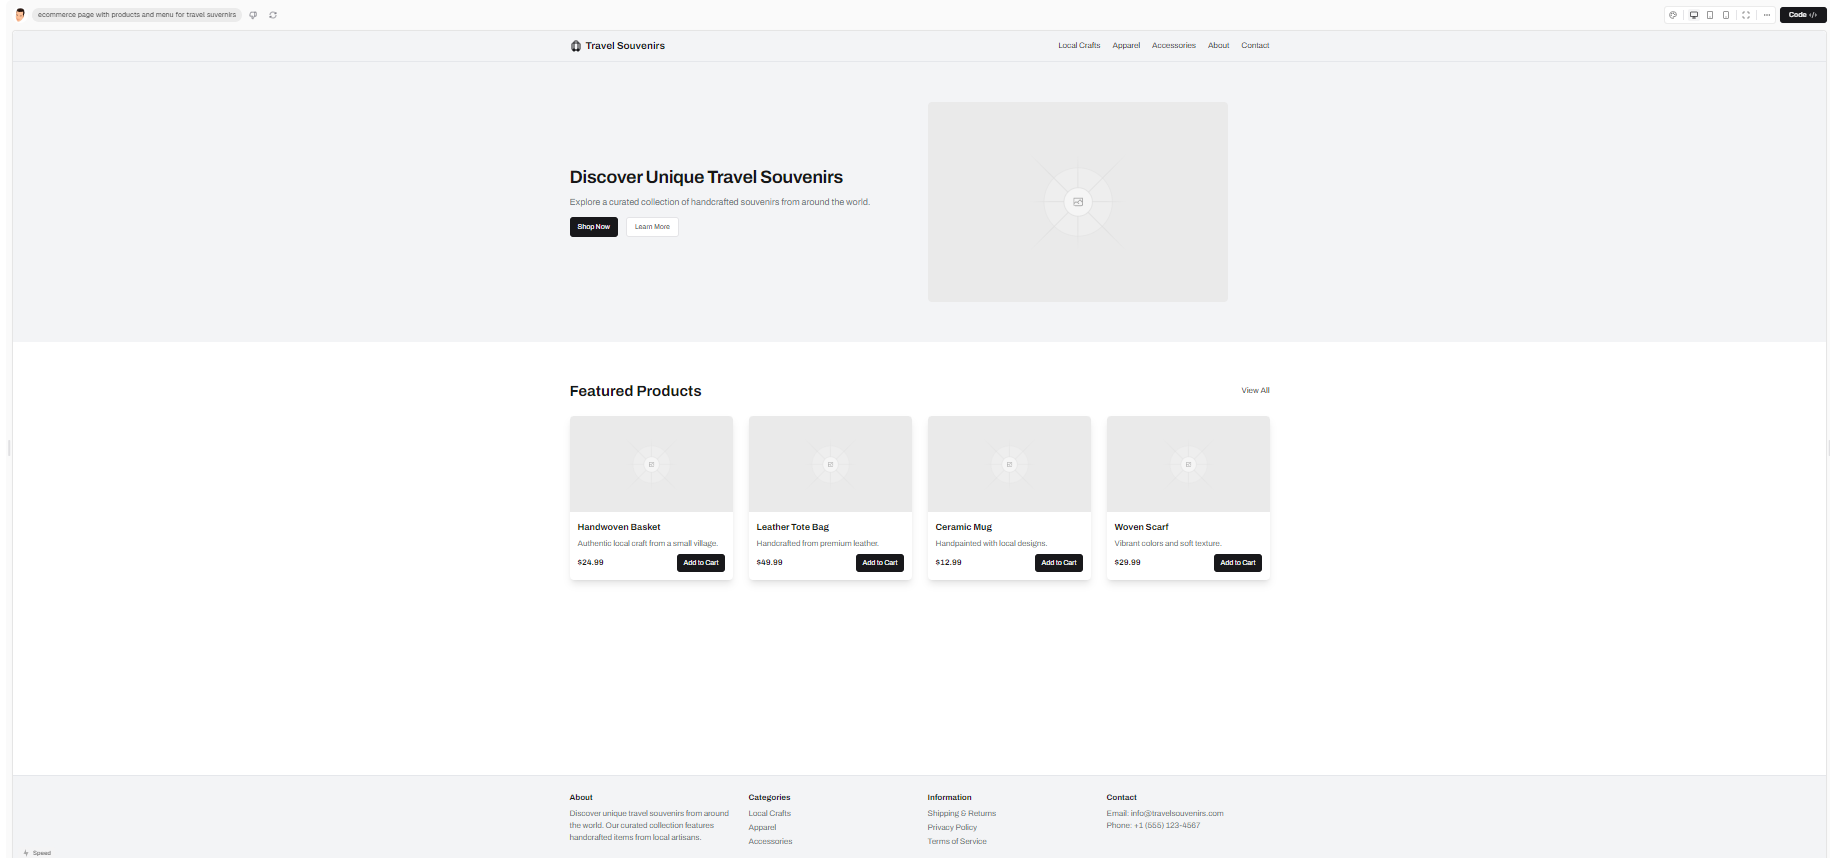 ecommerce page with products and menu for travel suvernirs
Code </>
Travel Souvenirs
Local Crafts Apparel Accessories About Contact
Discover Unique Travel Souvenirs
Explore a curated collection of handcrafted souvenirs from around the world.
Shop Now Learn More
Featured Products
View All
Handwoven Basket
Authentic local craft from a small village.
$24.99 Add to Cart
Leather Tote Bag
Handcrafted from premium leather.
$49.99 Add to Cart
Ceramic Mug
Handpainted with local designs.
$12.99 Add to Cart
Woven Scarf
Vibrant colors and soft texture.
$29.99 Add to Cart
About
Discover unique travel souvenirs from around
the world. Our curated collection features
handcrafted items from local artisans.
Categories
Local Crafts
Apparel
Accessories
Information
Shipping & Returns
Privacy Policy
Terms of Service
Contact
Email: info@travelsouvenirs.com
Phone: +1 (555) 123-4567
Speed